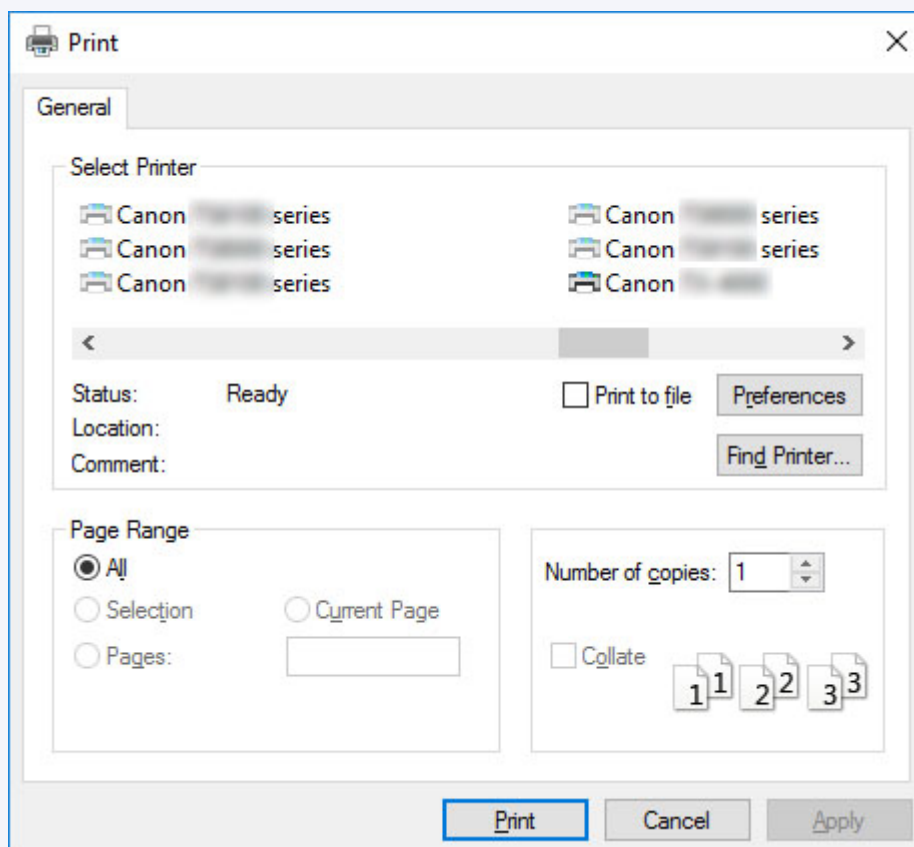 Print
General
Select Printer
Canon series
Canon series
Canon series
Canon series
Canon series
Canon
Status: Ready
Location:
Comment:
Print to file
Preferences
Find Printer...
Page Range
All
Selection
Current Page
Pages:
Number of copies: 1
Collate
1 1 2 2 3 3
Print
Cancel
Apply